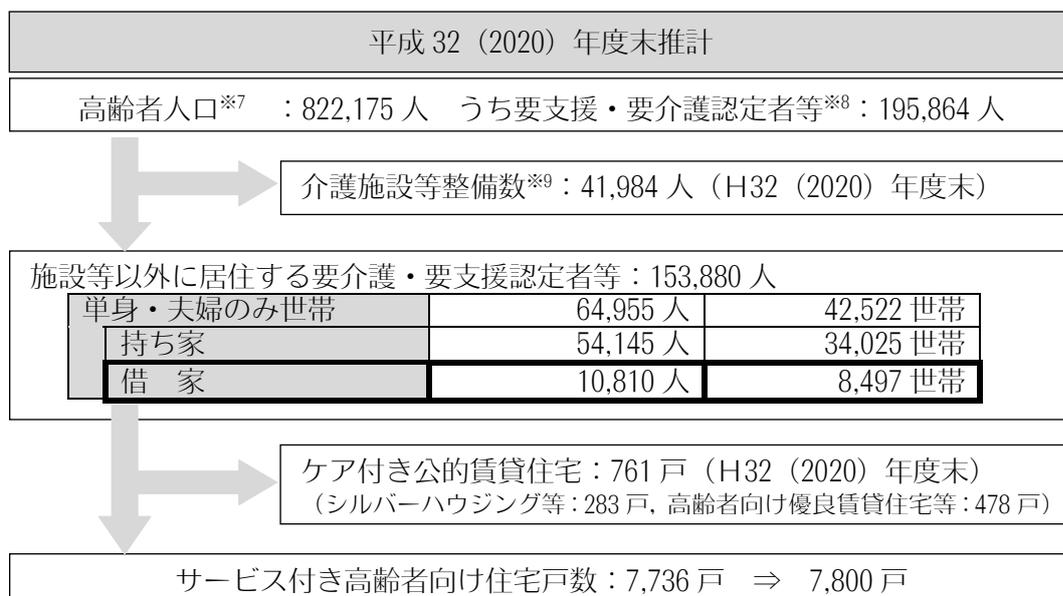 平成 32（2020）年度末推計
高齢者人口※7　：822,175 人　うち要支援・要介護認定者等※8：195,864 人
介護施設等整備数※9：41,984 人（H32（2020）年度末）
施設等以外に居住する要介護・要支援認定者等：153,880 人
単身・夫婦のみ世帯　64,955 人　42,522 世帯
持ち家　54,145 人　34,025 世帯
借　家　10,810 人　8,497 世帯
ケア付き公的賃貸住宅：761 戸（H32（2020）年度末）
（シルバーハウジング等：283 戸，高齢者向け優良賃貸住宅等：478 戸）
サービス付き高齢者向け住宅戸数：7,736 戸　⇒　7,800 戸